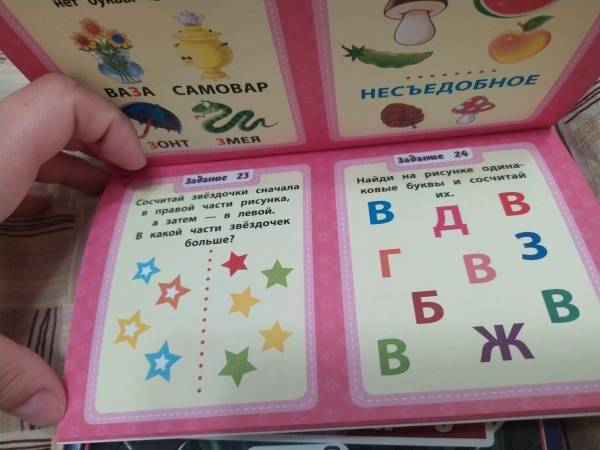 нет буквы
ВАЗА САМОВАР
ЗОНТ ЗМЕЯ
НЕСЪЕДОБНОЕ
Задание 23
Сосчитай звёздочки сначала
в правой части рисунка,
а затем — в левой.
В какой части звёздочек
больше?
Задание 24
Найди на рисунке одина-
ковые буквы и сосчитай
их.
В Д В
Г В З
Б В
В Ж